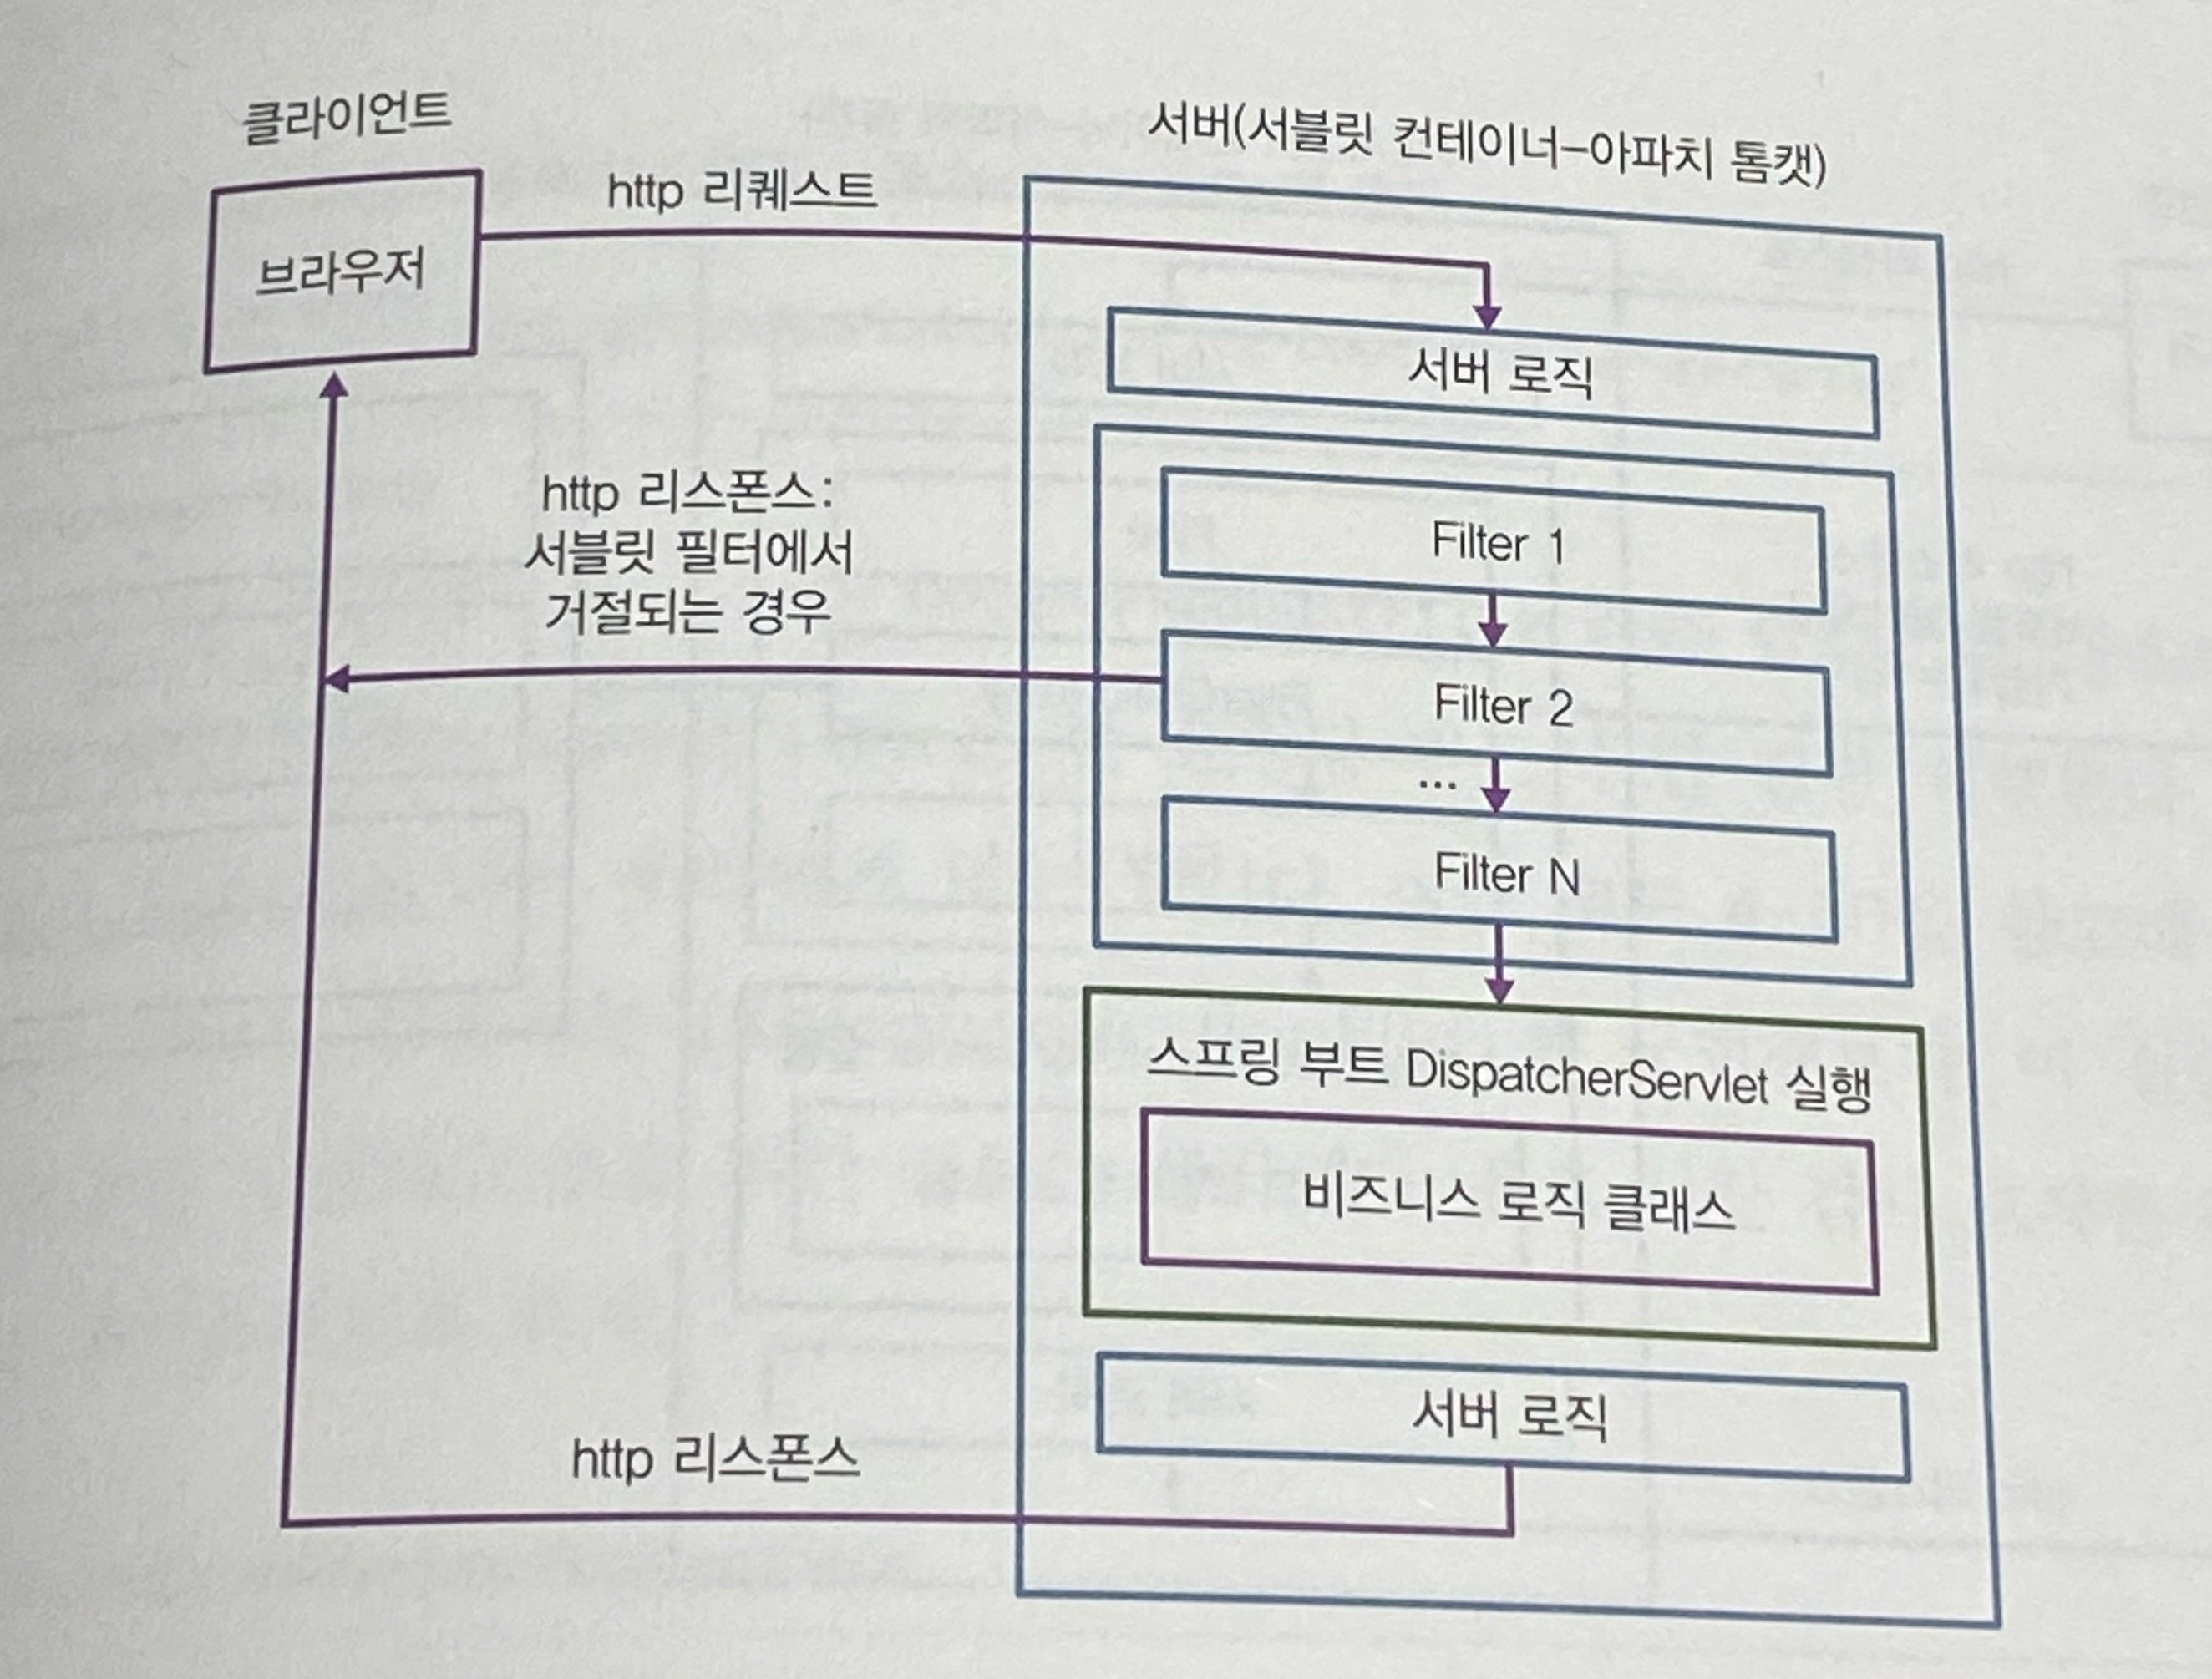 클라이언트
서버(서블릿 컨테이너-아파치 톰캣)
http 리퀘스트
브라우저
서버 로직
http 리스폰스:
서블릿 필터에서
거절되는 경우
Filter 1
Filter 2
...
Filter N
스프링 부트 DispatcherServlet 실행
비즈니스 로직 클래스
서버 로직
http 리스폰스